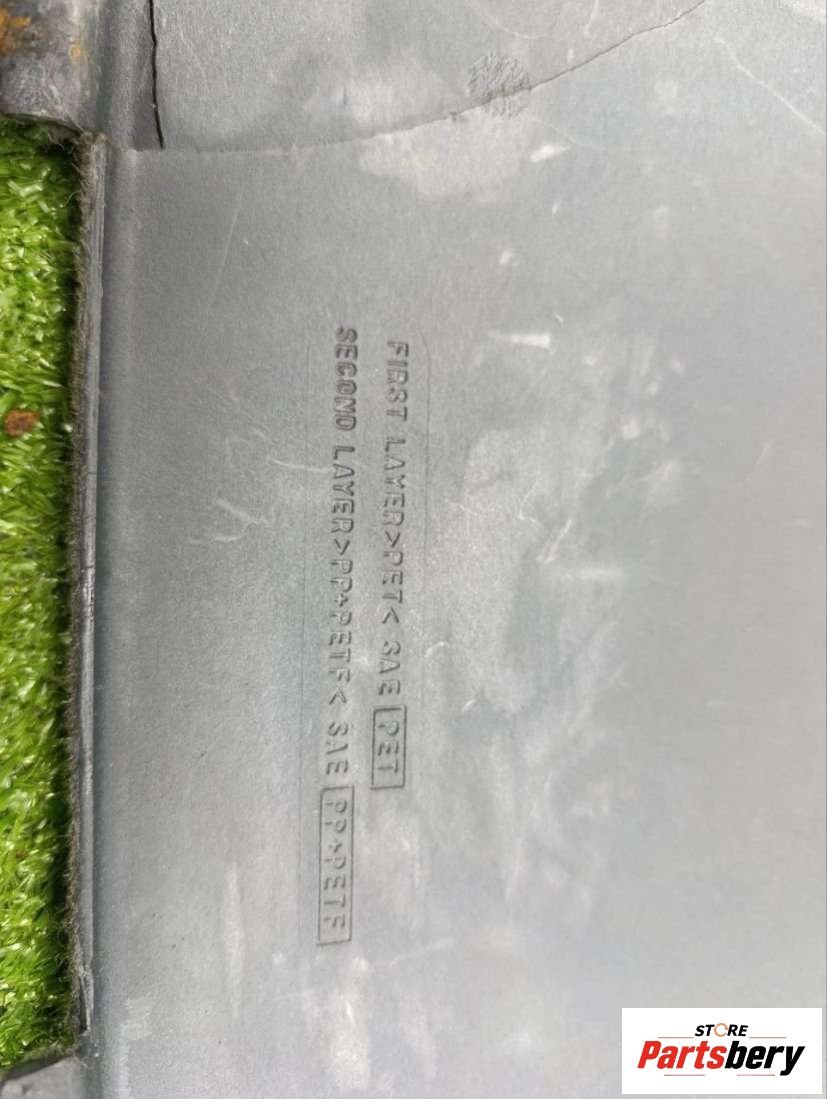 FIRST LAYER>PET< SAE PET
SECOND LAYER>PP+PETF< SAE PP+PETF
STORE
Partsbery